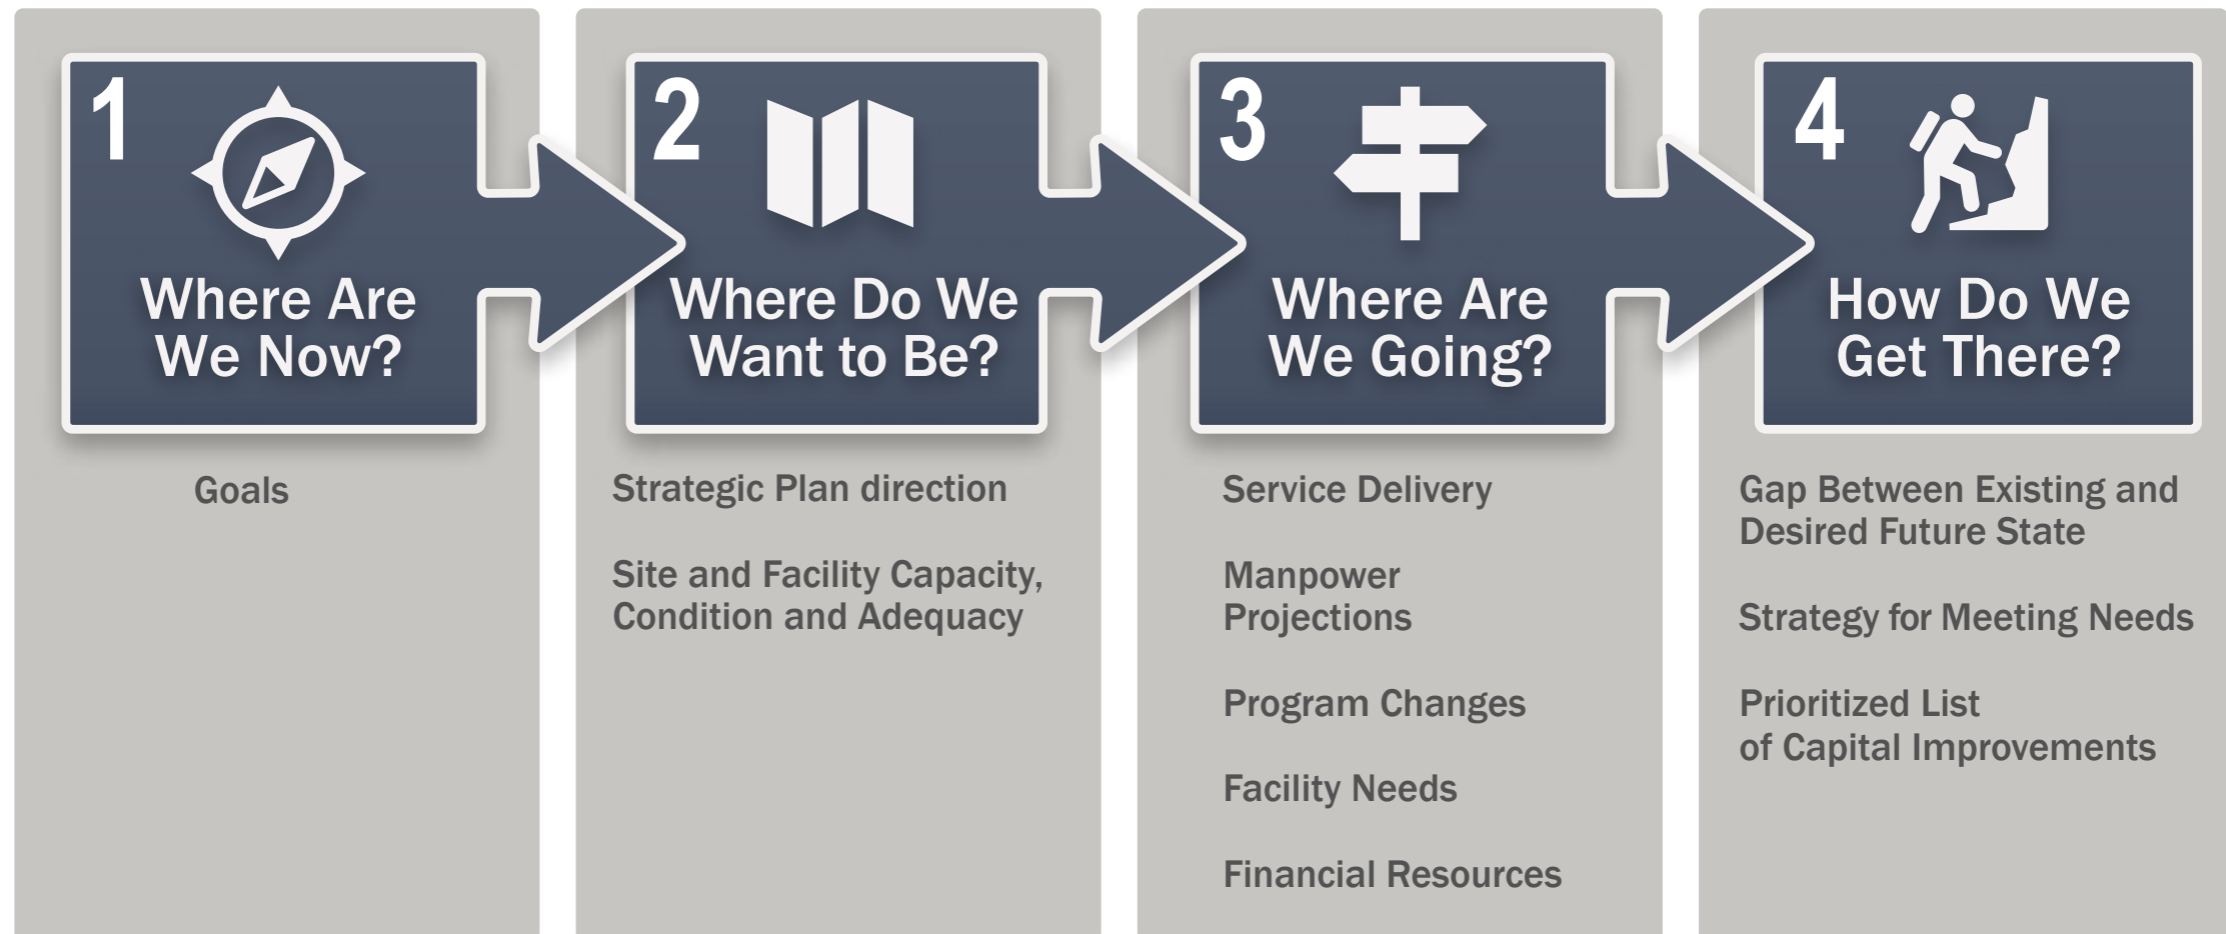 1
Where Are
We Now?
Goals
2
Where Do We
Want to Be?
Strategic Plan direction
Site and Facility Capacity,
Condition and Adequacy
3
Where Are
We Going?
Service Delivery
Manpower
Projections
Program Changes
Facility Needs
Financial Resources
4
How Do We
Get There?
Gap Between Existing and
Desired Future State
Strategy for Meeting Needs
Prioritized List
of Capital Improvements